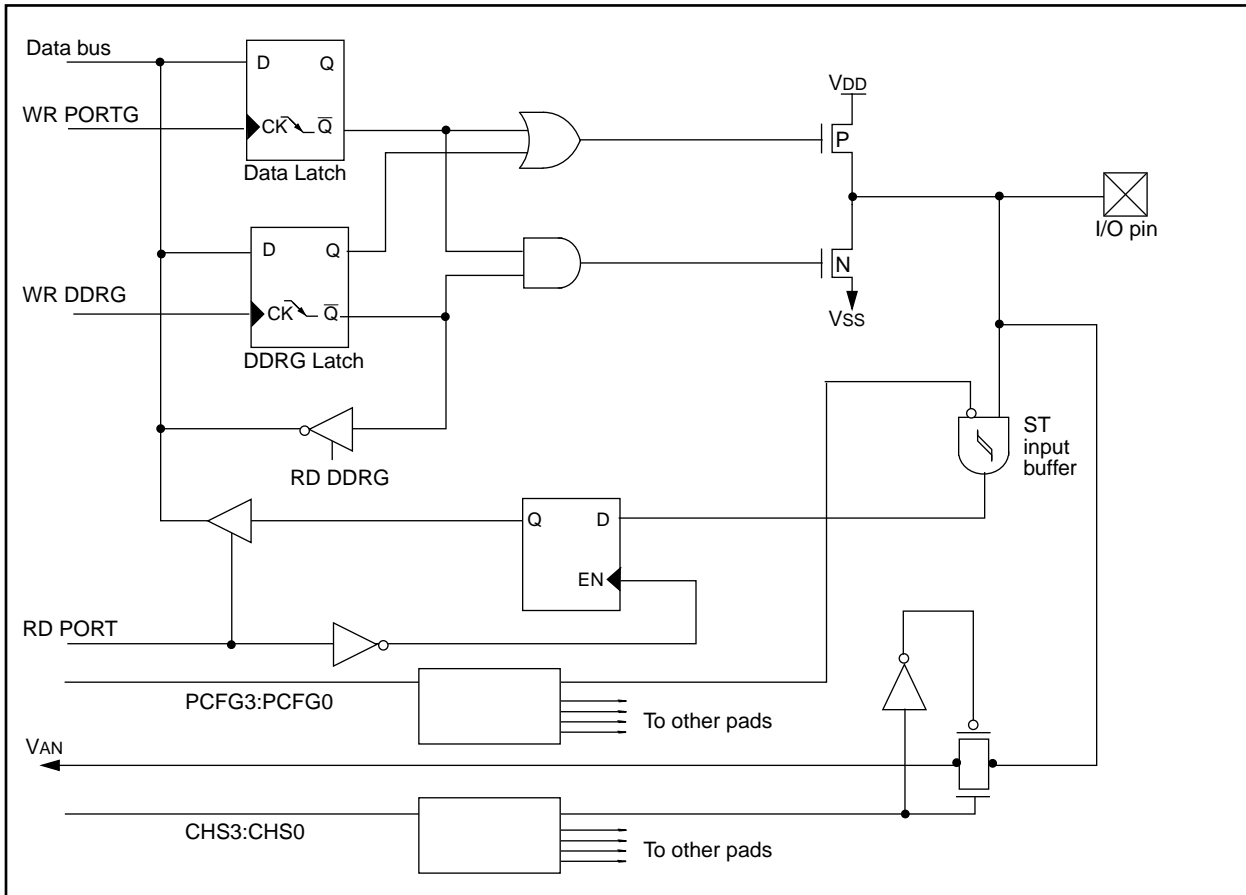 Data bus
D Q
WR PORTG
CK Q
Data Latch
VDD
P
I/O pin
D Q
N
WR DDRG
CK Q
VSS
DDRG Latch
ST
input
buffer
RD DDRG
Q D
EN
RD PORT
PCFG3:PCFG0
To other pads
VAN
CHS3:CHS0
To other pads